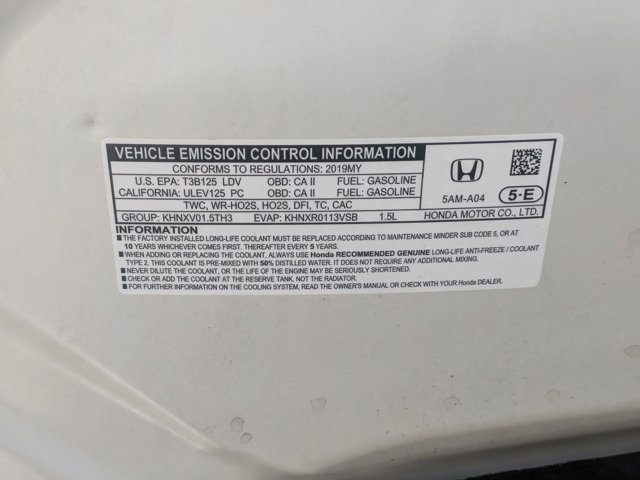 VEHICLE EMISSION CONTROL INFORMATION
CONFORMS TO REGULATIONS: 2019MY
U.S. EPA: T3B125 LDV OBD: CA II FUEL: GASOLINE
CALIFORNIA: ULEV125 PC OBD: CA II FUEL: GASOLINE
TWC, WR-HO2S, HO2S, DFI, TC, CAC
GROUP: KHNXV01.5TH3 EVAP: KHNXR0113VSB 1.5L
5AM-A04 5-E
HONDA MOTOR CO., LTD.
INFORMATION
■ THE FACTORY INSTALLED LONG-LIFE COOLANT MUST BE REPLACED ACCORDING TO MAINTENANCE MINDER SUB CODE 5, OR AT
10 YEARS WHICHEVER COMES FIRST. THEREAFTER EVERY 5 YEARS.
■ WHEN ADDING OR REPLACING THE COOLANT, ALWAYS USE Honda RECOMMENDED GENUINE LONG-LIFE ANTI-FREEZE / COOLANT
TYPE 2. THIS COOLANT IS PRE-MIXED WITH 50% DISTILLED WATER. IT DOES NOT REQUIRE ANY ADDITIONAL MIXING.
■ NEVER DILUTE THE COOLANT, OR THE LIFE OF THE ENGINE MAY BE SERIOUSLY SHORTENED.
■ CHECK OR ADD THE COOLANT AT THE RESERVE TANK, NOT THE RADIATOR.
■ FOR FURTHER INFORMATION ON THE COOLING SYSTEM, READ THE OWNER'S MANUAL OR CHECK WITH YOUR Honda DEALER.